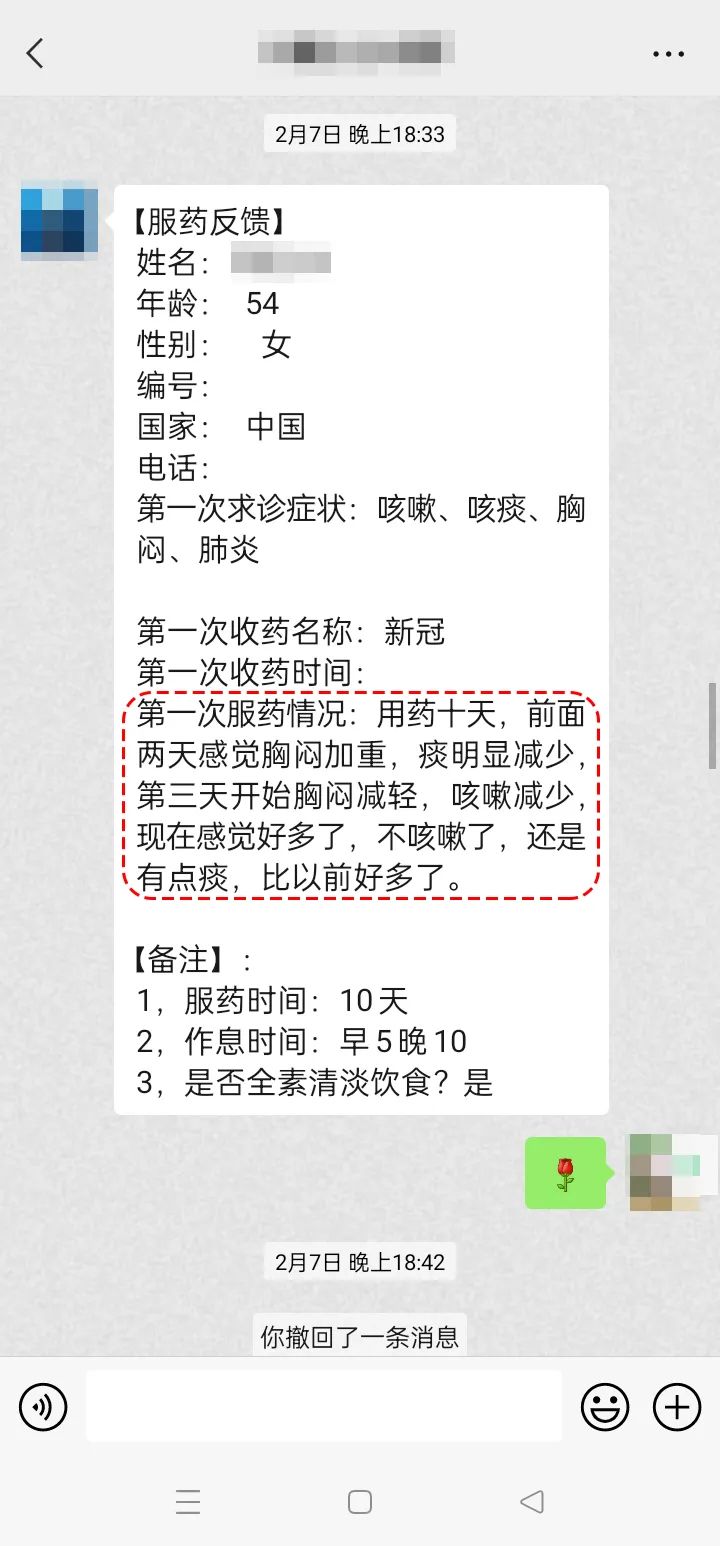 2月7日 晚上18:33
【服药反馈】
姓名：
年龄： 54
性别： 女
编号：
国家： 中国
电话：
第一次求诊症状：咳嗽、咳痰、胸
闷、肺炎
第一次收药名称：新冠
第一次收药时间：
第一次服药情况：用药十天，前面
两天感觉胸闷加重，痰明显减少，
第三天开始胸闷减轻，咳嗽减少，
现在感觉好多了，不咳嗽了，还是
有点痰，比以前好多了。
【备注】：
1，服药时间：10天
2，作息时间：早5晚10
3，是否全素清淡饮食？是
2月7日 晚上18:42
你撤回了一条消息